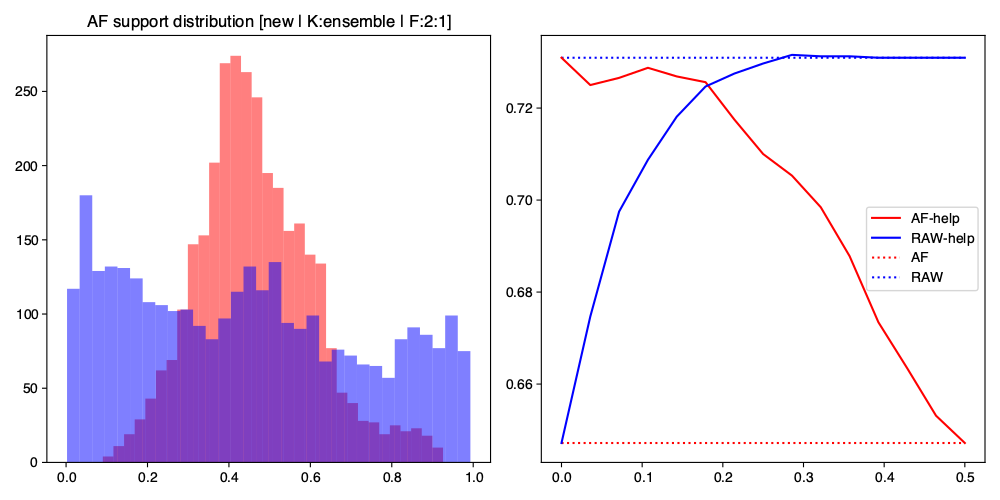 AF support distribution [new | K:ensemble | F:2:1]
250
200
150
100
50
0
0.0 0.2 0.4 0.6 0.8 1.0
0.72
0.70
0.68
0.66
0.0 0.1 0.2 0.3 0.4 0.5
AF-help
RAW-help
AF
RAW